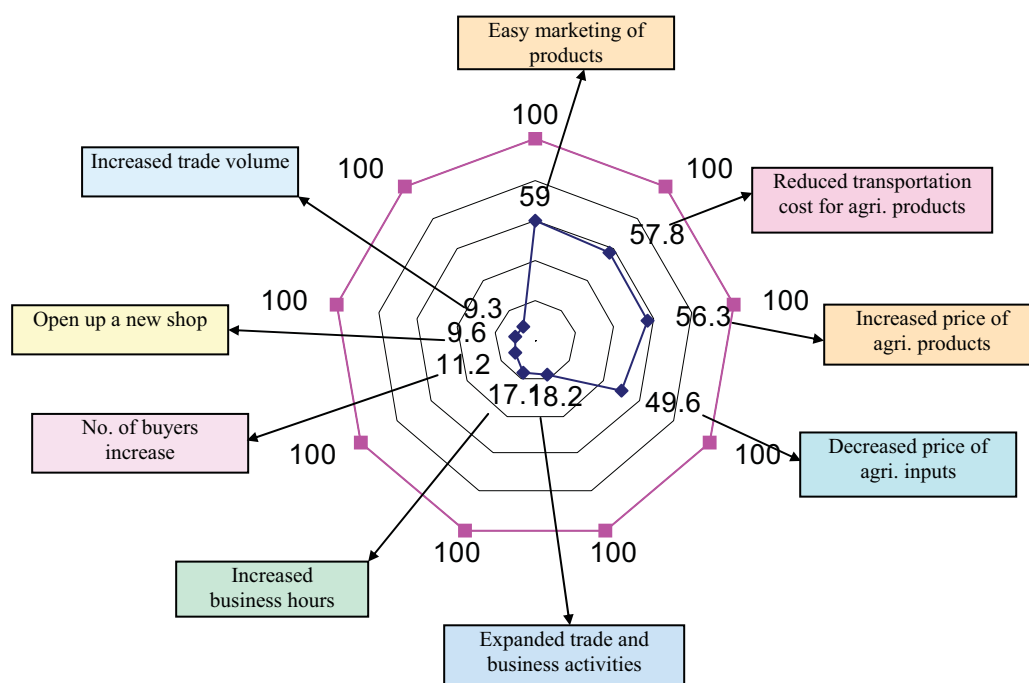 Easy marketing of
products
100
100
100
Increased trade volume
59
Reduced transportation
cost for agri. products
57.8
100
9.3
100
Open up a new shop
9.6
56.3
Increased price of
agri. products
11.2
17.1
18.2
49.6
No. of buyers
increase
100
100
Decreased price of
agri. inputs
100
100
Increased
business hours
Expanded trade and
business activities